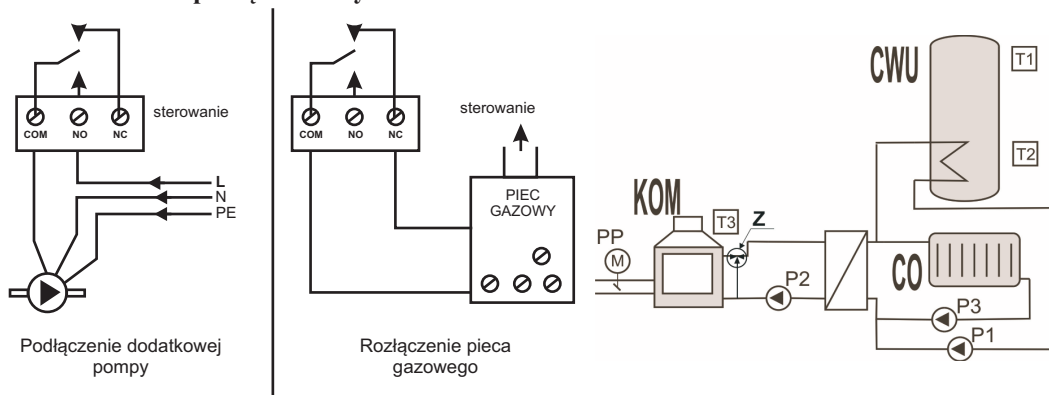 sterowanie
COM NO NC
L
N
PE
Podłączenie dodatkowej
pompy
sterowanie
COM NO NC
PIEC
GAZOWY
Rozłączenie pieca
gazowego
CWU
T1
T2
KOM
T3
Z
PP
M
P2
CO
P3
P1